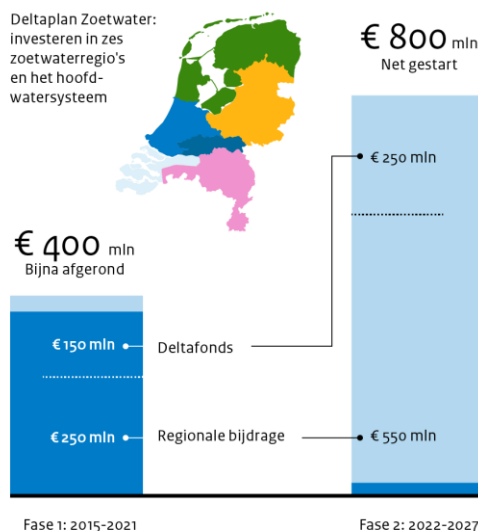 Deltaplan Zoetwater:
investeren in zes
zoetwaterregio's
en het hoofd-
watersysteem
€ 800 mln
Net gestart
€ 250 mln
€ 400 mln
Bijna afgerond
€ 150 mln
Deltafonds
€ 250 mln
Regionale bijdrage
€ 550 mln
Fase 1: 2015-2021
Fase 2: 2022-2027